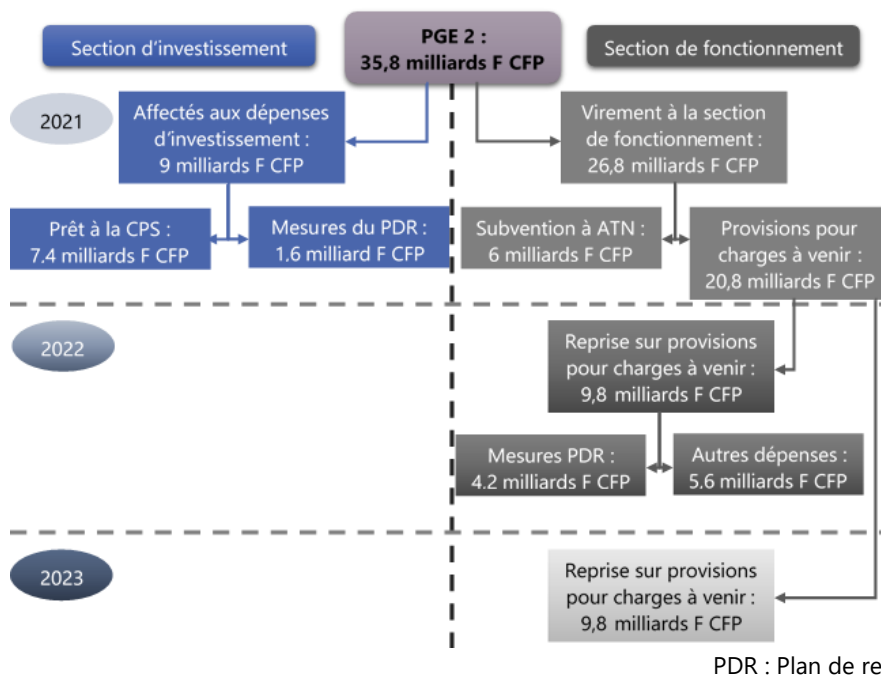 Section d'investissement
PGE 2 :
35,8 milliards F CFP
Section de fonctionnement
2021
Affectés aux dépenses
d'investissement :
9 milliards F CFP
Virement à la section
de fonctionnement :
26,8 milliards F CFP
Prêt à la CPS :
7.4 milliards F CFP
Mesures du PDR :
1.6 milliard F CFP
Subvention à ATN :
6 milliards F CFP
Provisions pour
charges à venir :
20,8 milliards F CFP
2022
Reprise sur provisions
pour charges à venir :
9,8 milliards F CFP
Mesures PDR :
4.2 milliards F CFP
Autres dépenses :
5.6 milliards F CFP
2023
Reprise sur provisions
pour charges à venir :
9,8 milliards F CFP
PDR : Plan de re